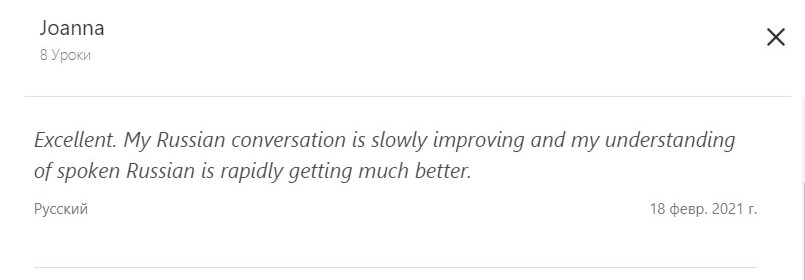 Joanna
8 Уроки
Excellent. My Russian conversation is slowly improving and my understanding
of spoken Russian is rapidly getting much better.
Русский
18 февр. 2021 г.